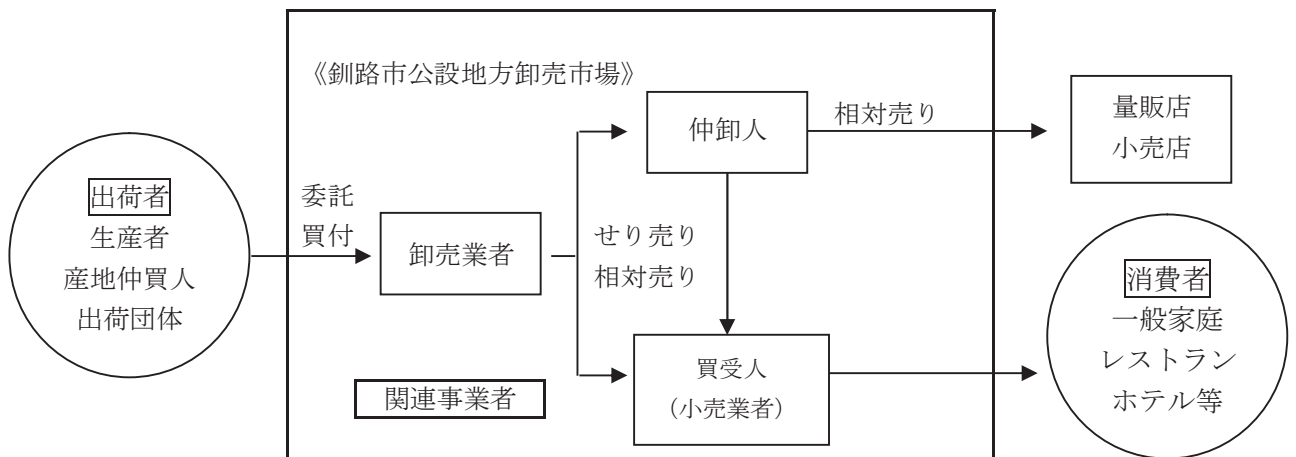 《釧路市公設地方卸売市場》
出荷者
生産者
産地仲買人
出荷団体
委託
買付
卸売業者
せり売り
相対売り
仲卸人
相対売り
買受人
（小売業者）
関連事業者
量販店
小売店
消費者
一般家庭
レストラン
ホテル等